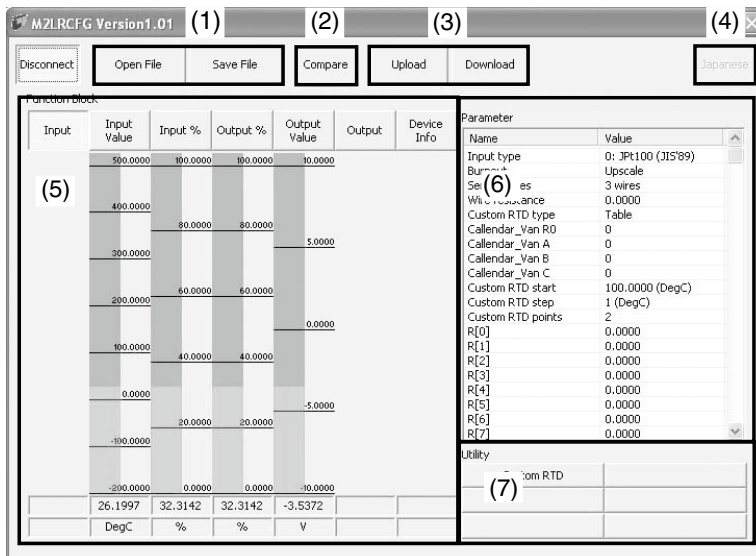 M2LRCFG Version1.01
(1) (2) (3) (4)
Disconnect Open File Save File Compare Upload Download Japanese
Function Block
Input Input Value Input % Output % Output Value Output Device Info
(5)
500.0000 100.0000 100.0000 10.0000
400.0000
80.0000 80.0000
5.0000
300.0000
60.0000 60.0000
200.0000
0.0000
100.0000
40.0000 40.0000
0.0000
-5.0000
20.0000 20.0000
-100.0000
-200.0000 0.0000 0.0000 -10.0000
26.1997 32.3142 32.3142 -3.5372
DegC % % V
Parameter
Name Value
(6)
Input type 0: JPt100 (JIS'89)
Burnout Upscale
3 wires
Wire resistance 0.0000
Custom RTD type Table
Callendar_Van R0 0
Callendar_Van A 0
Callendar_Van B 0
Callendar_Van C 0
Custom RTD start 100.0000 (DegC)
Custom RTD step 1 (DegC)
Custom RTD points 2
R[0] 0.0000
R[1] 0.0000
R[2] 0.0000
R[3] 0.0000
R[4] 0.0000
R[5] 0.0000
R[6] 0.0000
R[7] 0.0000
Utility
Custom RTD
(7)